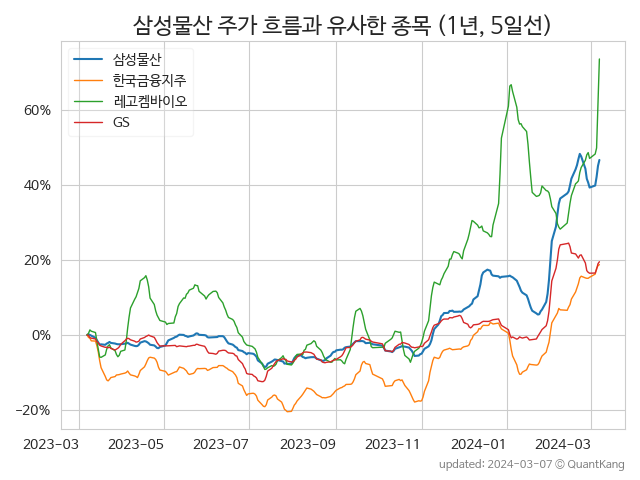 삼성물산 주가 흐름과 유사한 종목 (1년, 5일선)
삼성물산
한국금융지주
레고켐바이오
GS
60%
40%
20%
0%
−20%
2023-03 2023-05 2023-07 2023-09 2023-11 2024-01 2024-03
updated: 2024-03-07 © QuantKang